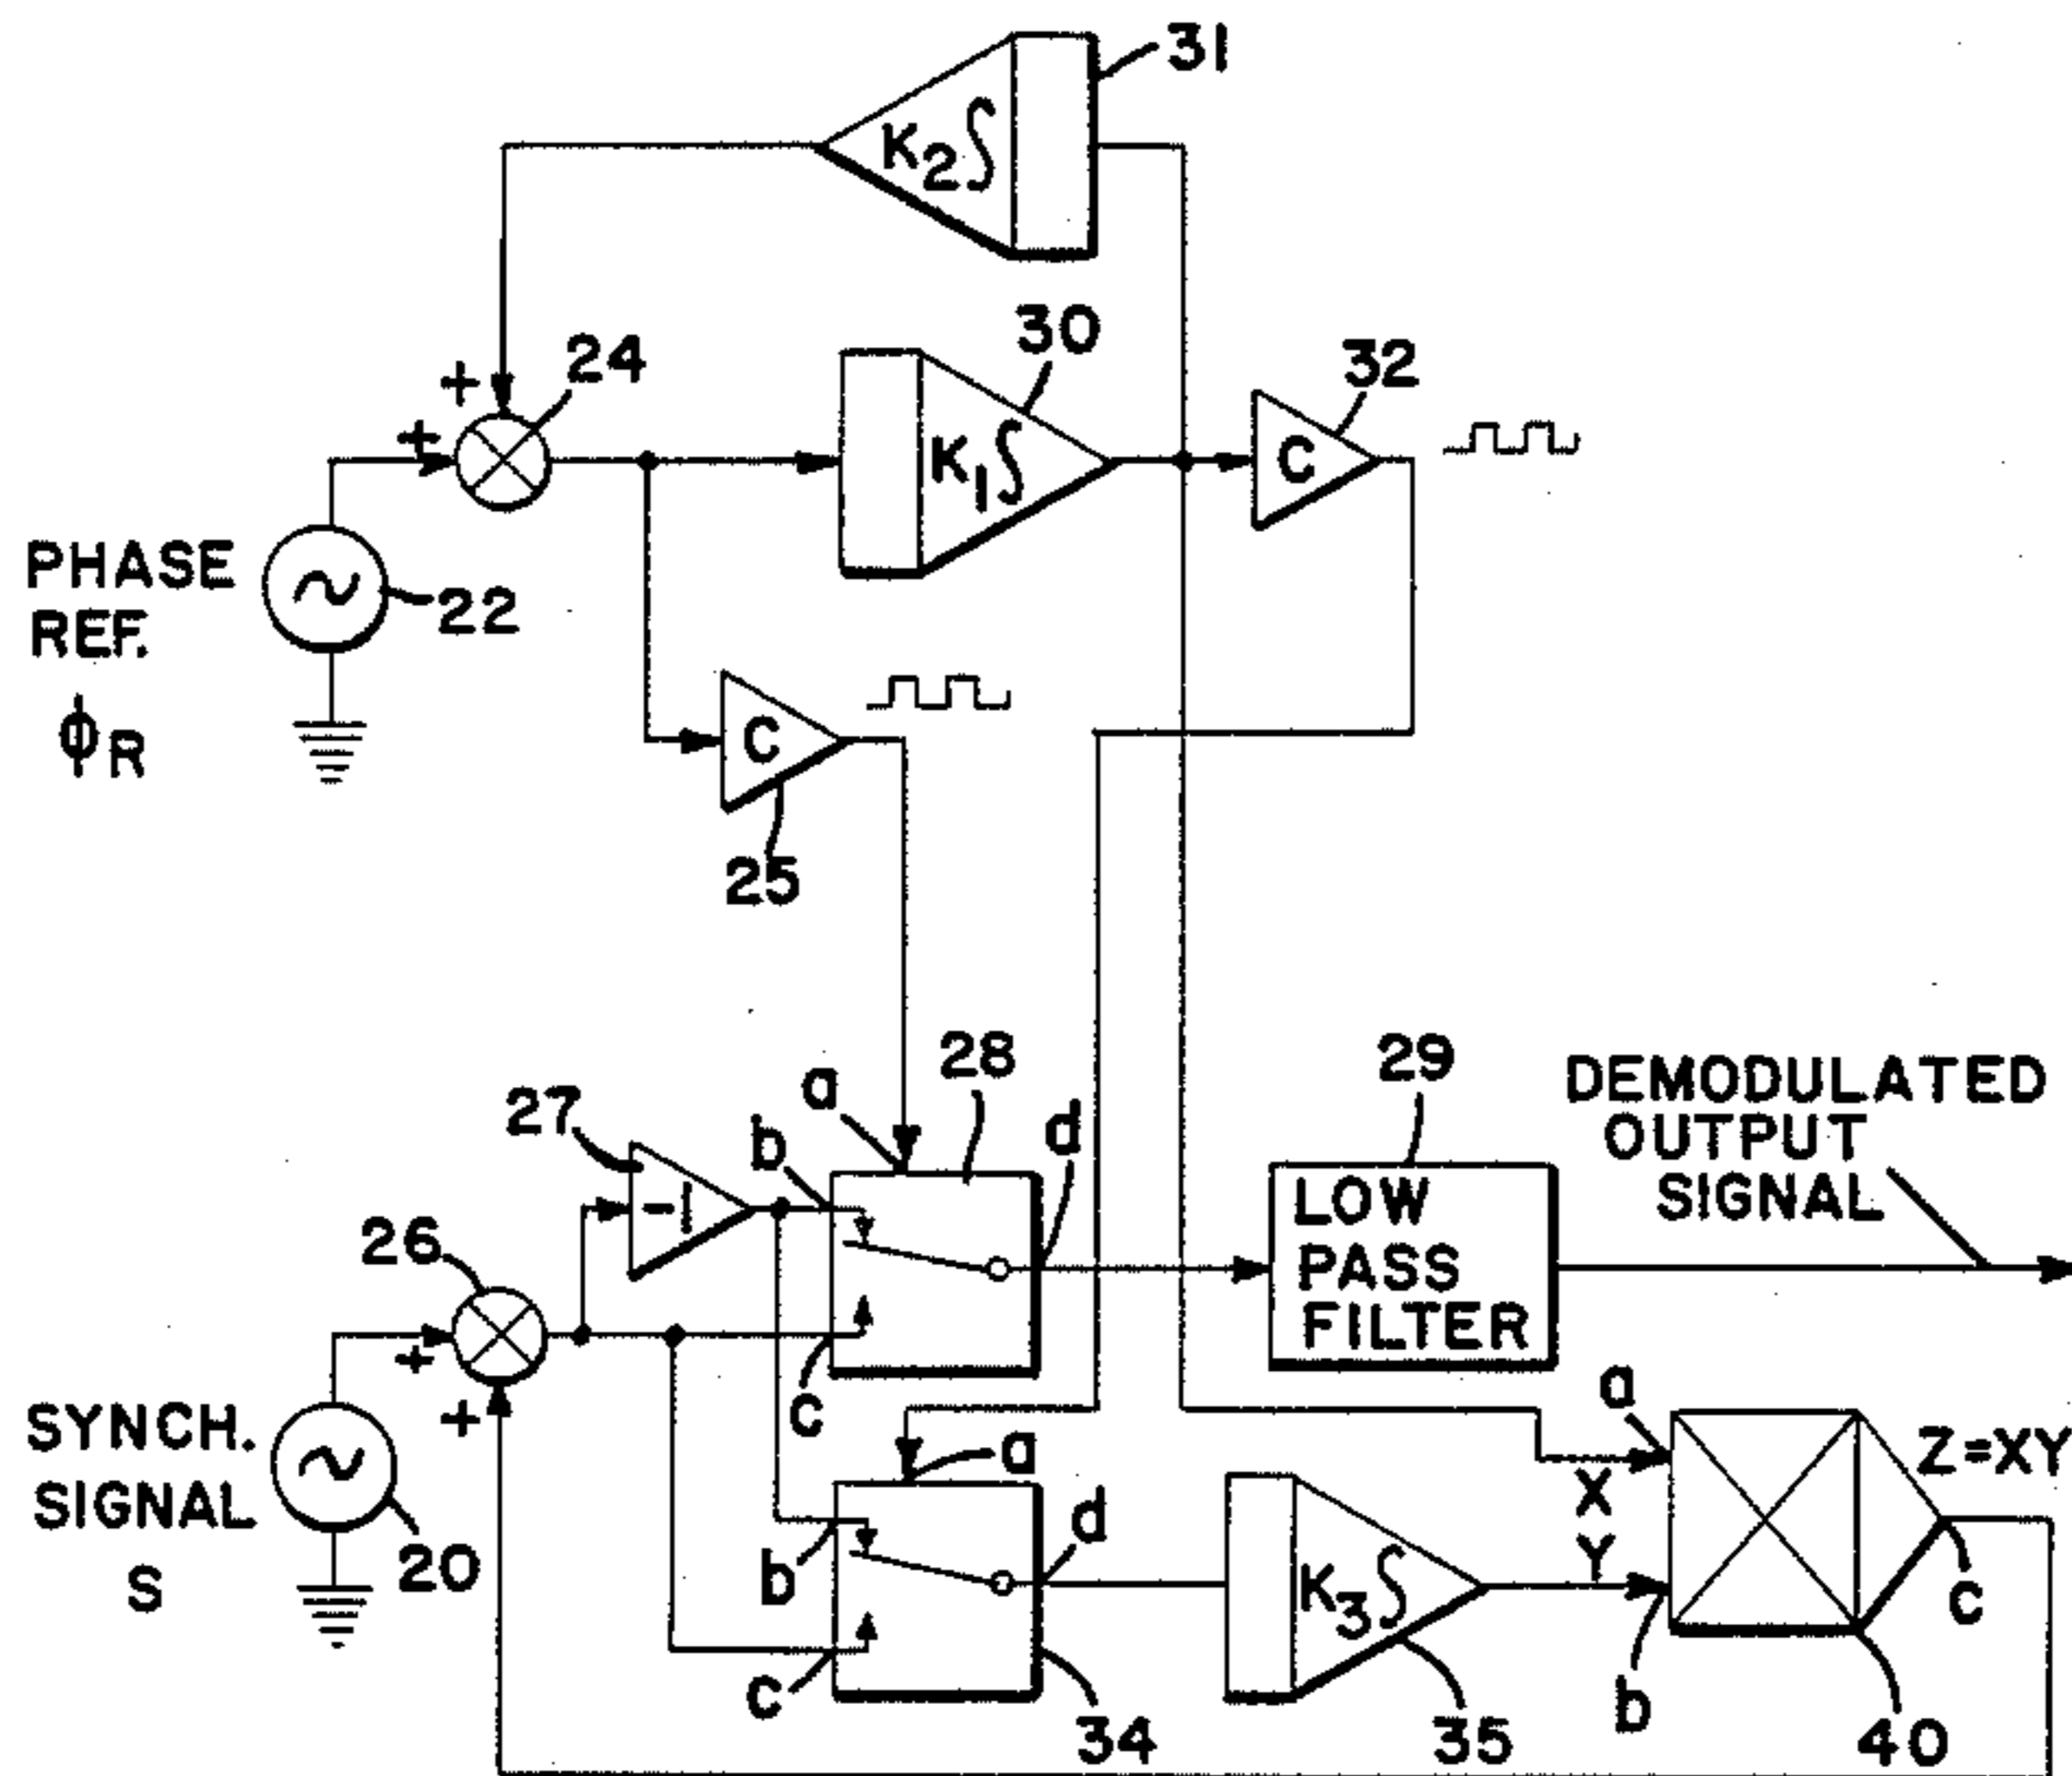 31
K2∫
30
+
24
32
+
K1∫
C
PHASE
REF.
22
ϕR
C
25
28
29
DEMODULATED
OUTPUT
SIGNAL
a
27
b
d
-1
LOW
PASS
FILTER
26
+
c
a
SYNCH.
SIGNAL
S
+
a
Z=XY
X
d
20
b
Y
K3∫
c
c
b
34
35
40